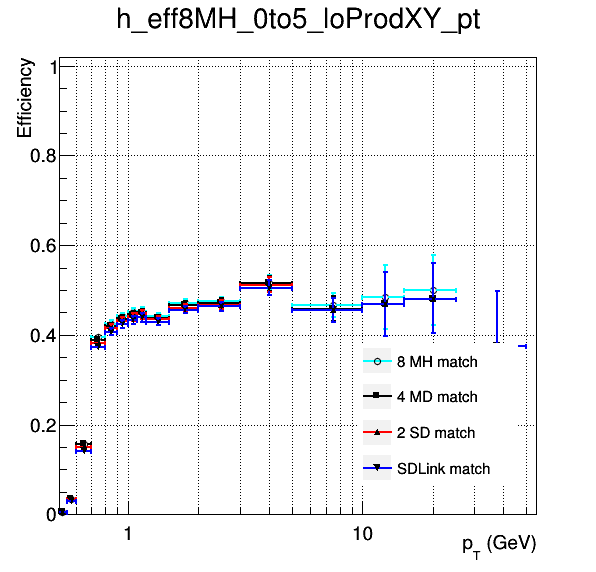 h_eff8MH_0to5_loProdXY_pt
Efficiency
1
0.8
0.6
0.4
0.2
0
8 MH match
4 MD match
2 SD match
SDLink match
1
10
pT (GeV)